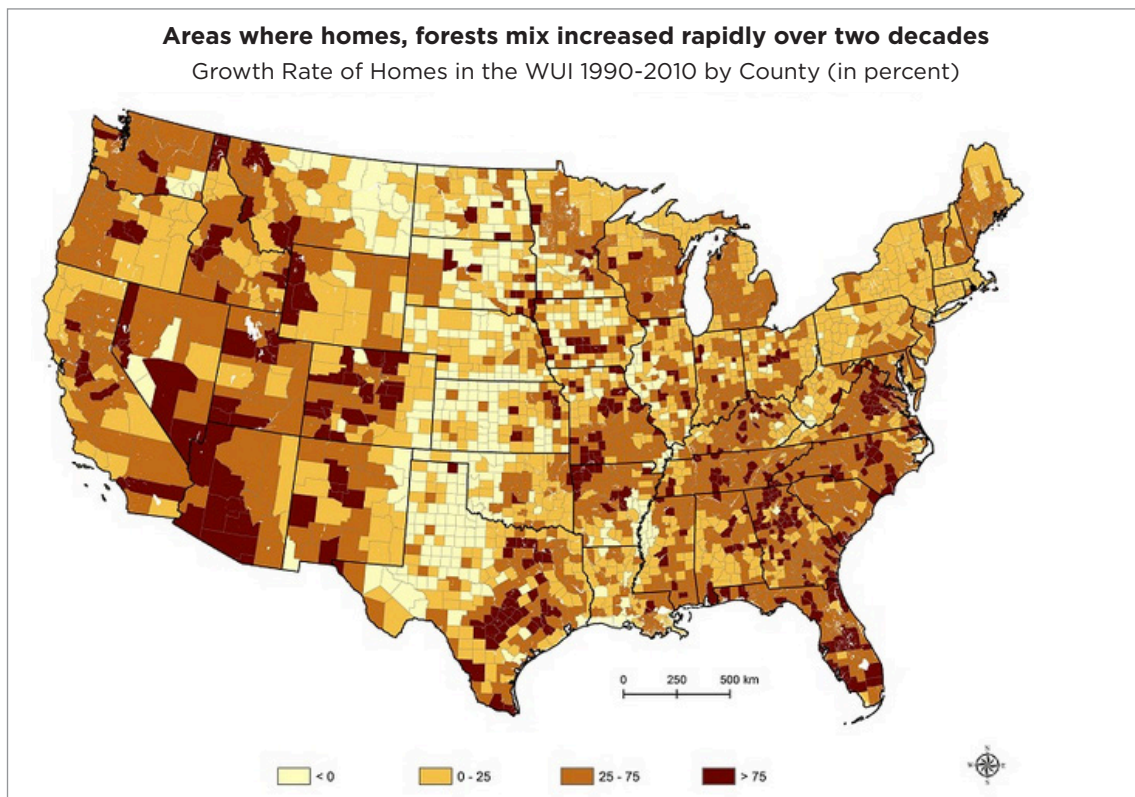 Areas where homes, forests mix increased rapidly over two decades
Growth Rate of Homes in the WUI 1990-2010 by County (in percent)
0 250 500 km
< 0 0 - 25 25 - 75 > 75
N
W E
S